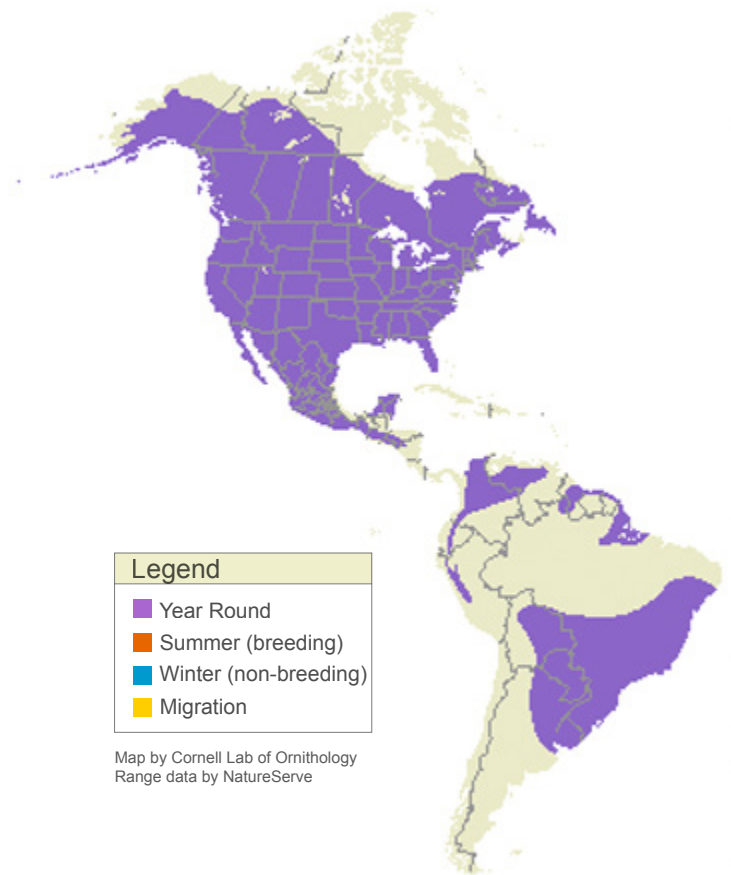 Legend
Year Round
Summer (breeding)
Winter (non-breeding)
Migration
Map by Cornell Lab of Ornithology
Range data by NatureServe